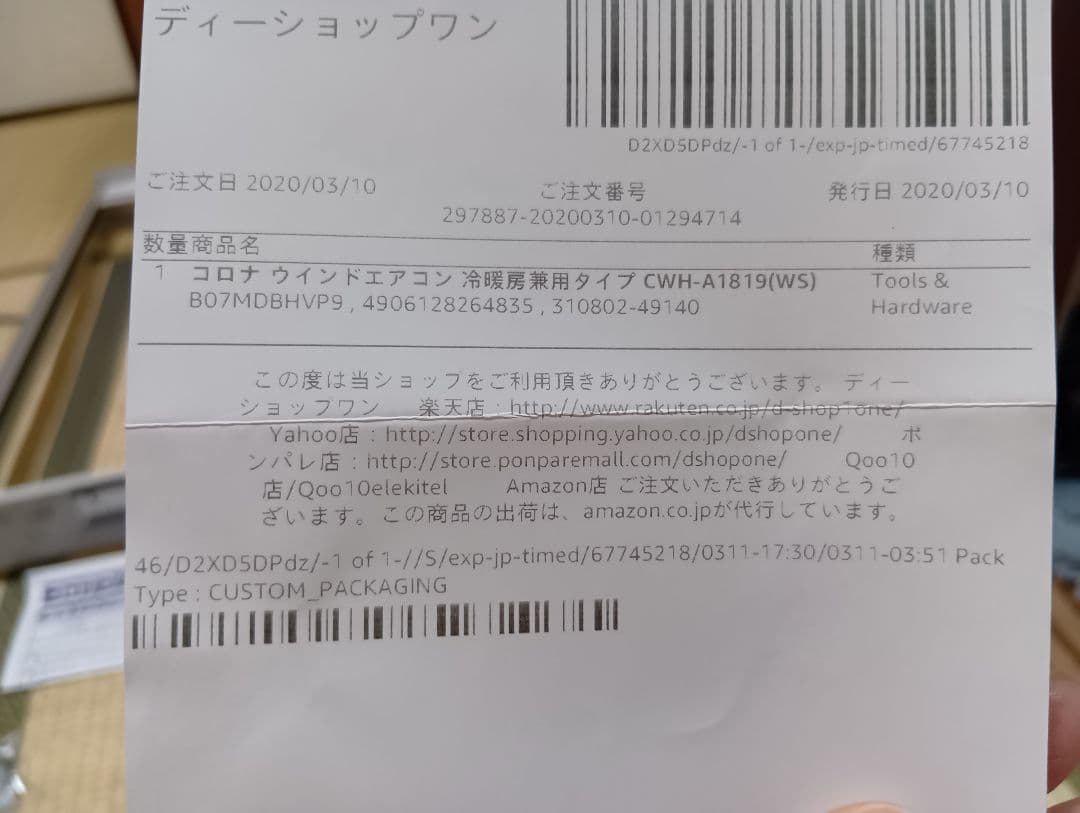 ディーショップワン
D2XD5DPdz/-1 of 1-/exp-jp-timed/67745218
ご注文日 2020/03/10
ご注文番号
297887-20200310-01294714
発行日 2020/03/10
数量 商品名 種類
1 コロナ ウインドエアコン 冷暖房兼用タイプ CWH-A1819(WS) Tools &
B07MDBHVP9 , 4906128264835 , 310802-49140 Hardware
この度は当ショップをご利用頂きありがとうございます。 ディー
ショップワン 楽天店 : http://www.rakuten.co.jp/d-shop1one/
Yahoo店 : http://store.shopping.yahoo.co.jp/dshopone/ ポ
ンパレ店 : http://store.ponparemall.com/dshopone/ Qoo10
店/Qoo10elekitel Amazon店 ご注文いただきありがとうご
ざいます。 この商品の出荷は、amazon.co.jpが代行しています。
46/D2XD5DPdz/-1 of 1-//S/exp-jp-timed/67745218/0311-17:30/0311-03:51 Pack
Type : CUSTOM_PACKAGING